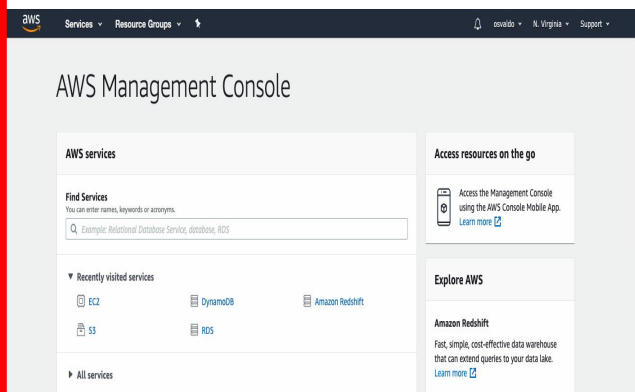 aws Services Resource Groups osvaldo N. Virginia Support
AWS Management Console
AWS services
Find Services
You can enter names, keywords or acronyms.
Example: Relational Database Service, database, RDS
Recently visited services
EC2 DynamoDB Amazon Redshift
S3 RDS
All services
Access resources on the go
Access the Management Console
using the AWS Console Mobile App.
Learn more
Explore AWS
Amazon Redshift
Fast, simple, cost-effective data warehouse
that can extend queries to your data lake.
Learn more